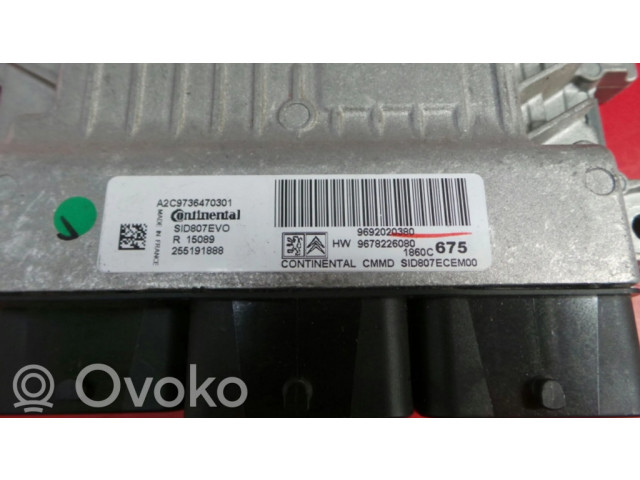 A2C9736470301
Continental
MADE IN FRANCE
SID807EVO
R 15089
255191888
9692020380
HW 9678226080
1860C 675
CONTINENTAL CMMD SID807ECEM00
Ovoko